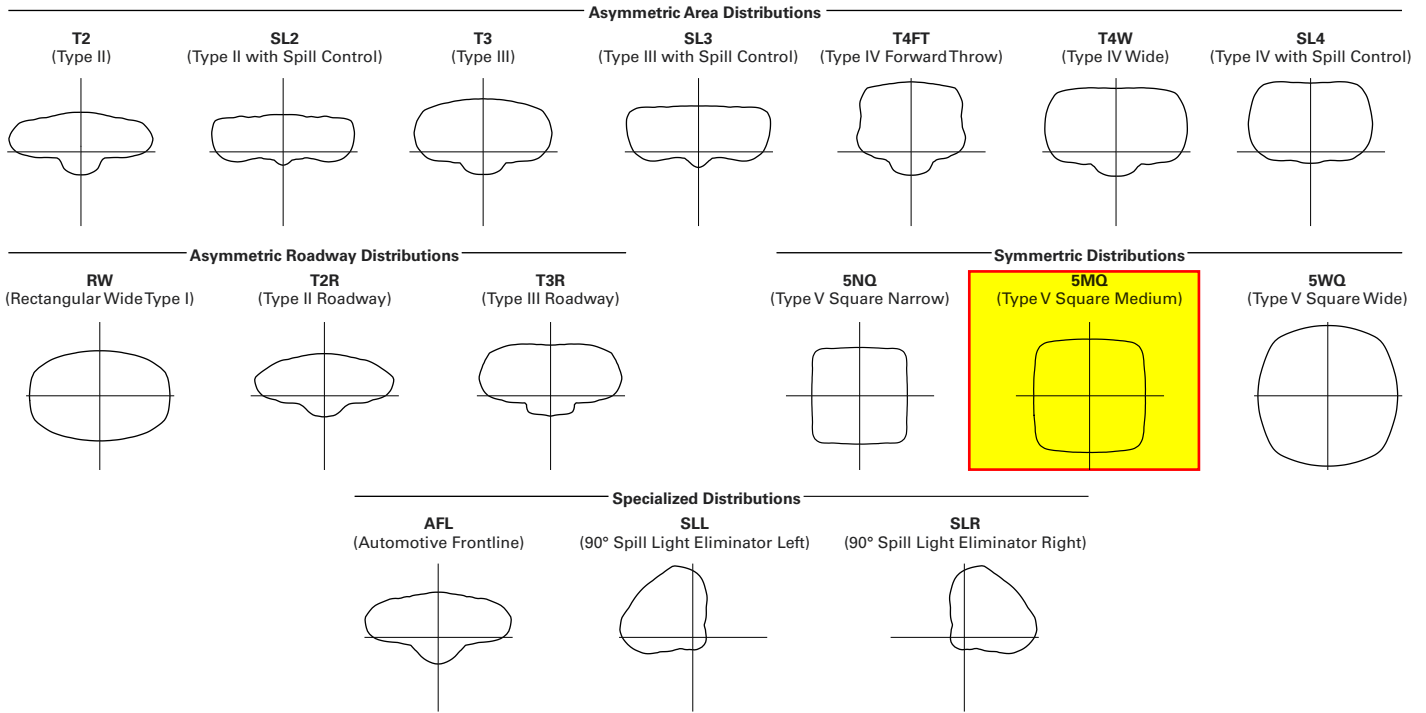 Asymmetric Area Distributions
T2
(Type II)
SL2
(Type II with Spill Control)
T3
(Type III)
SL3
(Type III with Spill Control)
T4FT
(Type IV Forward Throw)
T4W
(Type IV Wide)
SL4
(Type IV with Spill Control)
Asymmetric Roadway Distributions
RW
(Rectangular Wide Type I)
T2R
(Type II Roadway)
T3R
(Type III Roadway)
Symmertric Distributions
5NQ
(Type V Square Narrow)
5MQ
(Type V Square Medium)
5WQ
(Type V Square Wide)
Specialized Distributions
AFL
(Automotive Frontline)
SLL
(90° Spill Light Eliminator Left)
SLR
(90° Spill Light Eliminator Right)